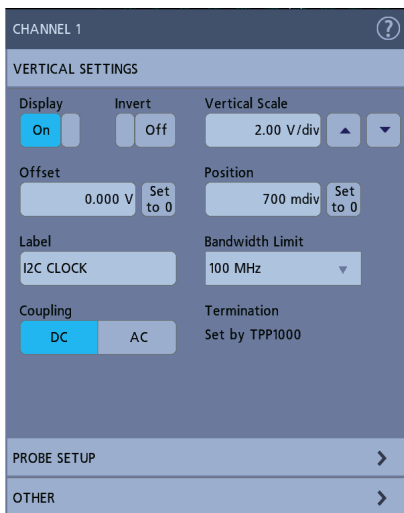 CHANNEL 1 ?
VERTICAL SETTINGS
Display Invert Vertical Scale
On Off 2.00 V/div
Offset Position
0.000 V Set to 0 700 mdiv Set to 0
Label Bandwidth Limit
I2C CLOCK 100 MHz
Coupling Termination
DC AC Set by TPP1000
PROBE SETUP
OTHER